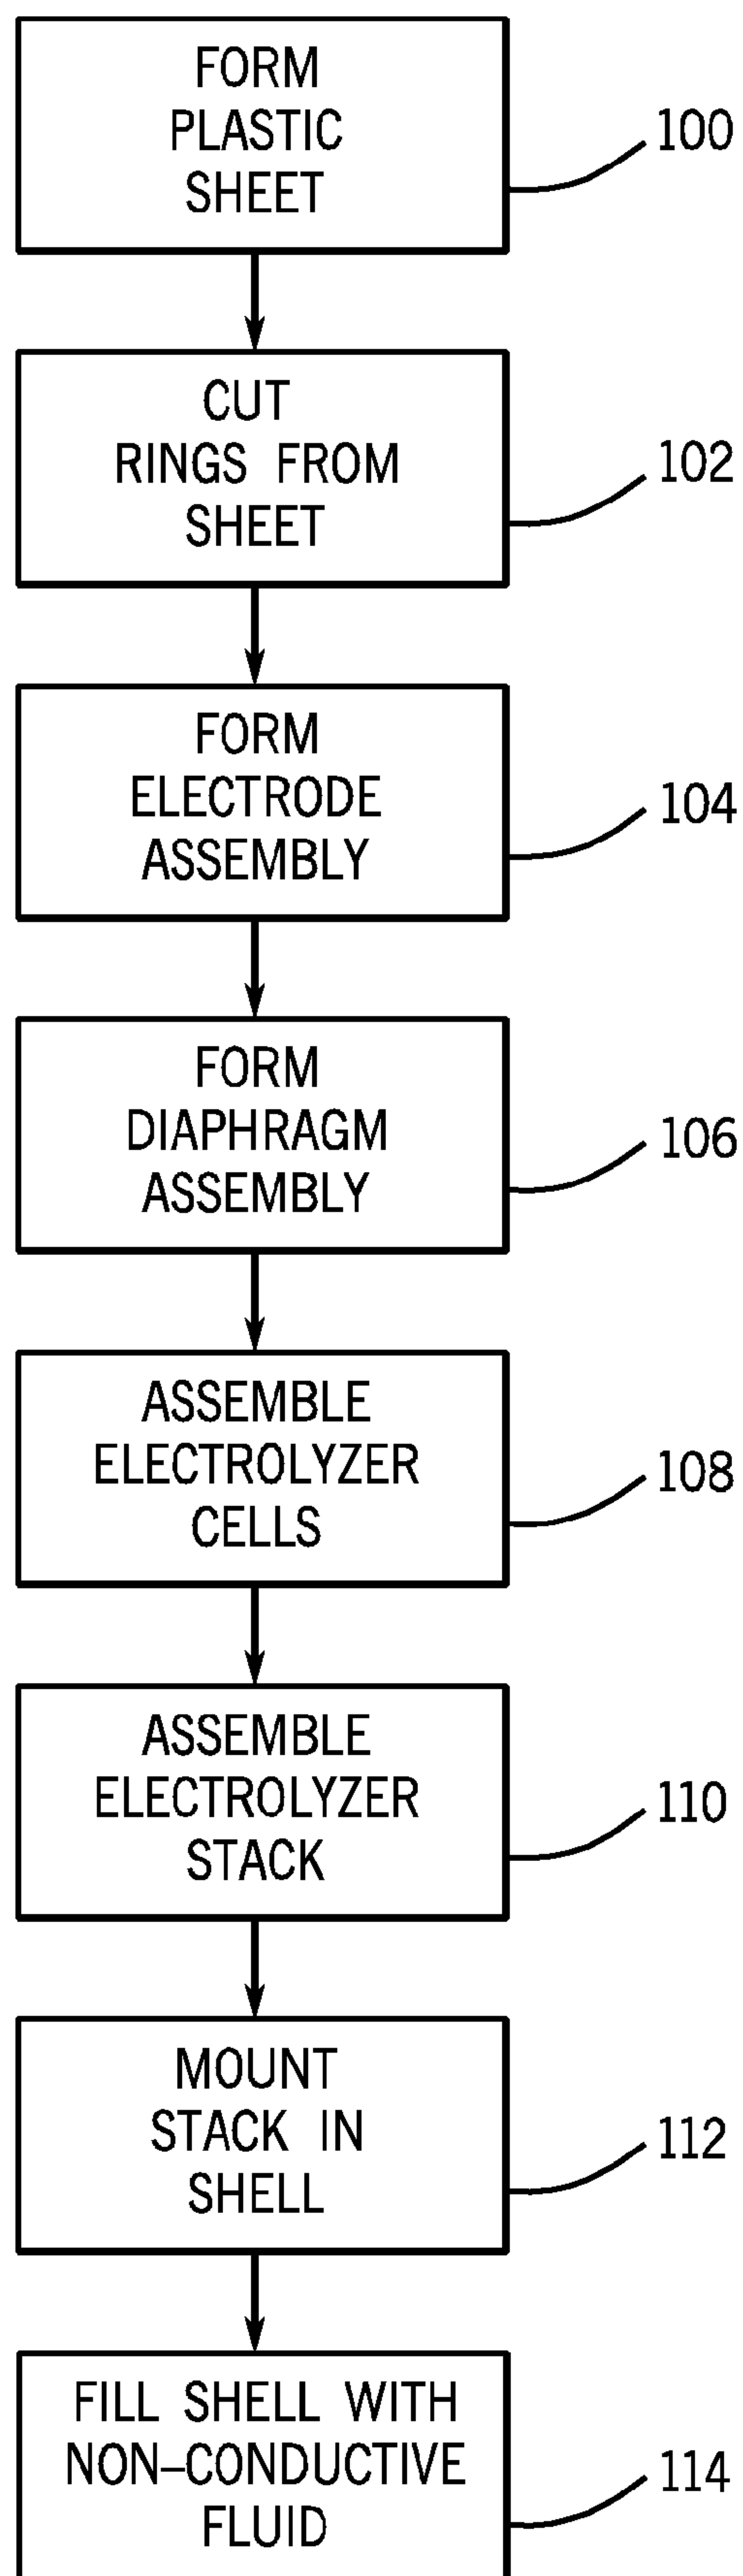 FORM
PLASTIC
SHEET
100
CUT
RINGS FROM
SHEET
102
FORM
ELECTRODE
ASSEMBLY
104
FORM
DIAPHRAGM
ASSEMBLY
106
ASSEMBLE
ELECTROLYZER
CELLS
108
ASSEMBLE
ELECTROLYZER
STACK
110
MOUNT
STACK IN
SHELL
112
FILL SHELL WITH
NON–CONDUCTIVE
FLUID
114